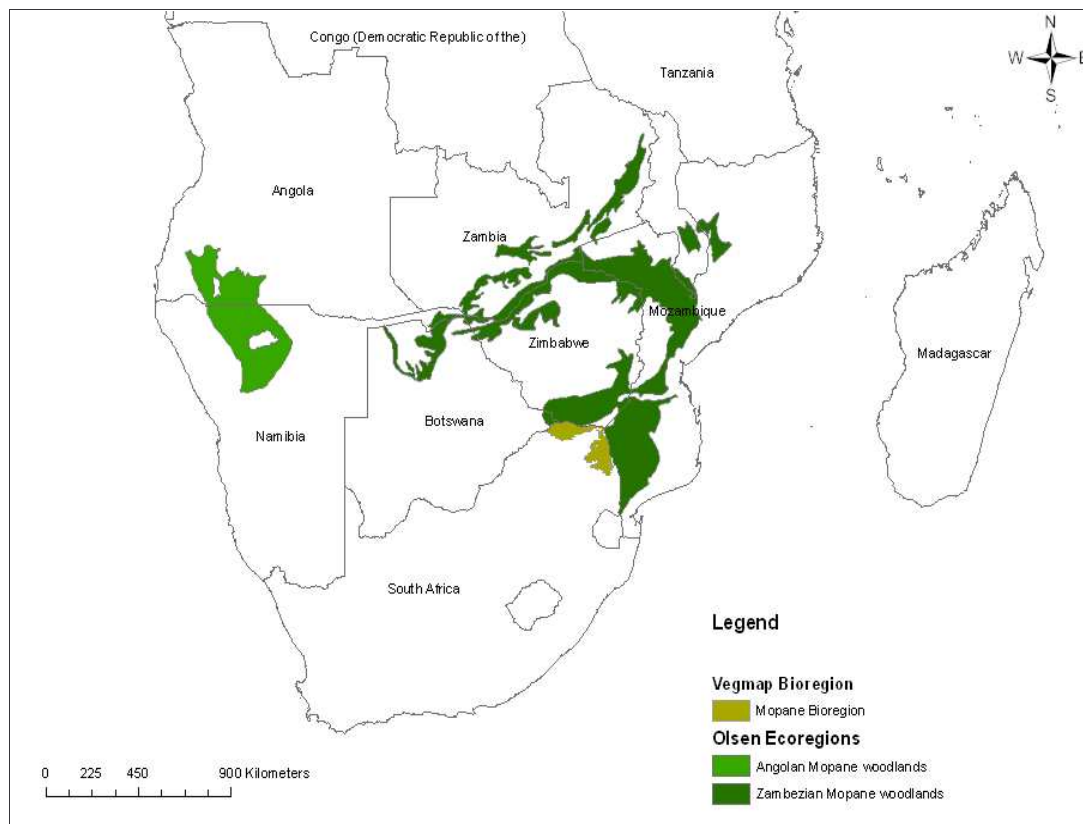 Congo (Democratic Republic of the)
N
W E
S
Tanzania
Angola
Zambia
Mozambique
Zimbabwe
Madagascar
Botswana
Namibia
South Africa
Legend
Vegmap Bioregion
Mopane Bioregion
Olsen Ecoregions
Angolan Mopane woodlands
Zambezian Mopane woodlands
0 225 450 900 Kilometers